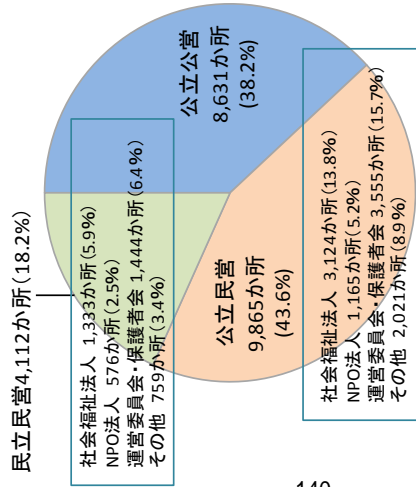 民立民営4,112か所(18.2%)
社会福祉法人 1,333か所(5.9%)
NPO法人 576か所(2.5%)
運営委員会・保護者会 1,444か所(6.4%)
その他 759か所(3.4%)
公立公営
8,631か所
(38.2%)
公立民営
9,865か所
(43.6%)
社会福祉法人 3,124か所(13.8%)
NPO法人 1,165か所(5.2%)
運営委員会・保護者会 3,555か所(15.7%)
その他 2,021か所(8.9%)